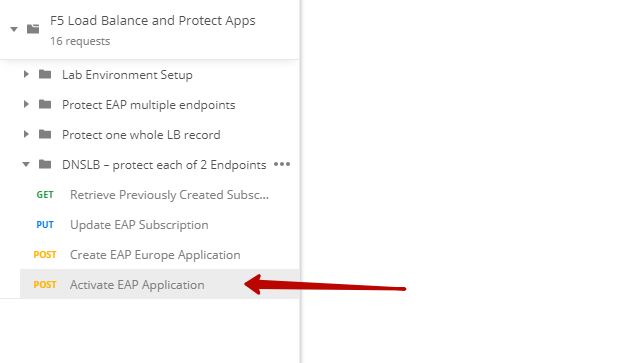 F5 Load Balance and Protect Apps
16 requests
Lab Environment Setup
Protect EAP multiple endpoints
Protect one whole LB record
DNSLB – protect each of 2 Endpoints •••
GET Retrieve Previously Created Subsc...
PUT Update EAP Subscription
POST Create EAP Europe Application
POST Activate EAP Application